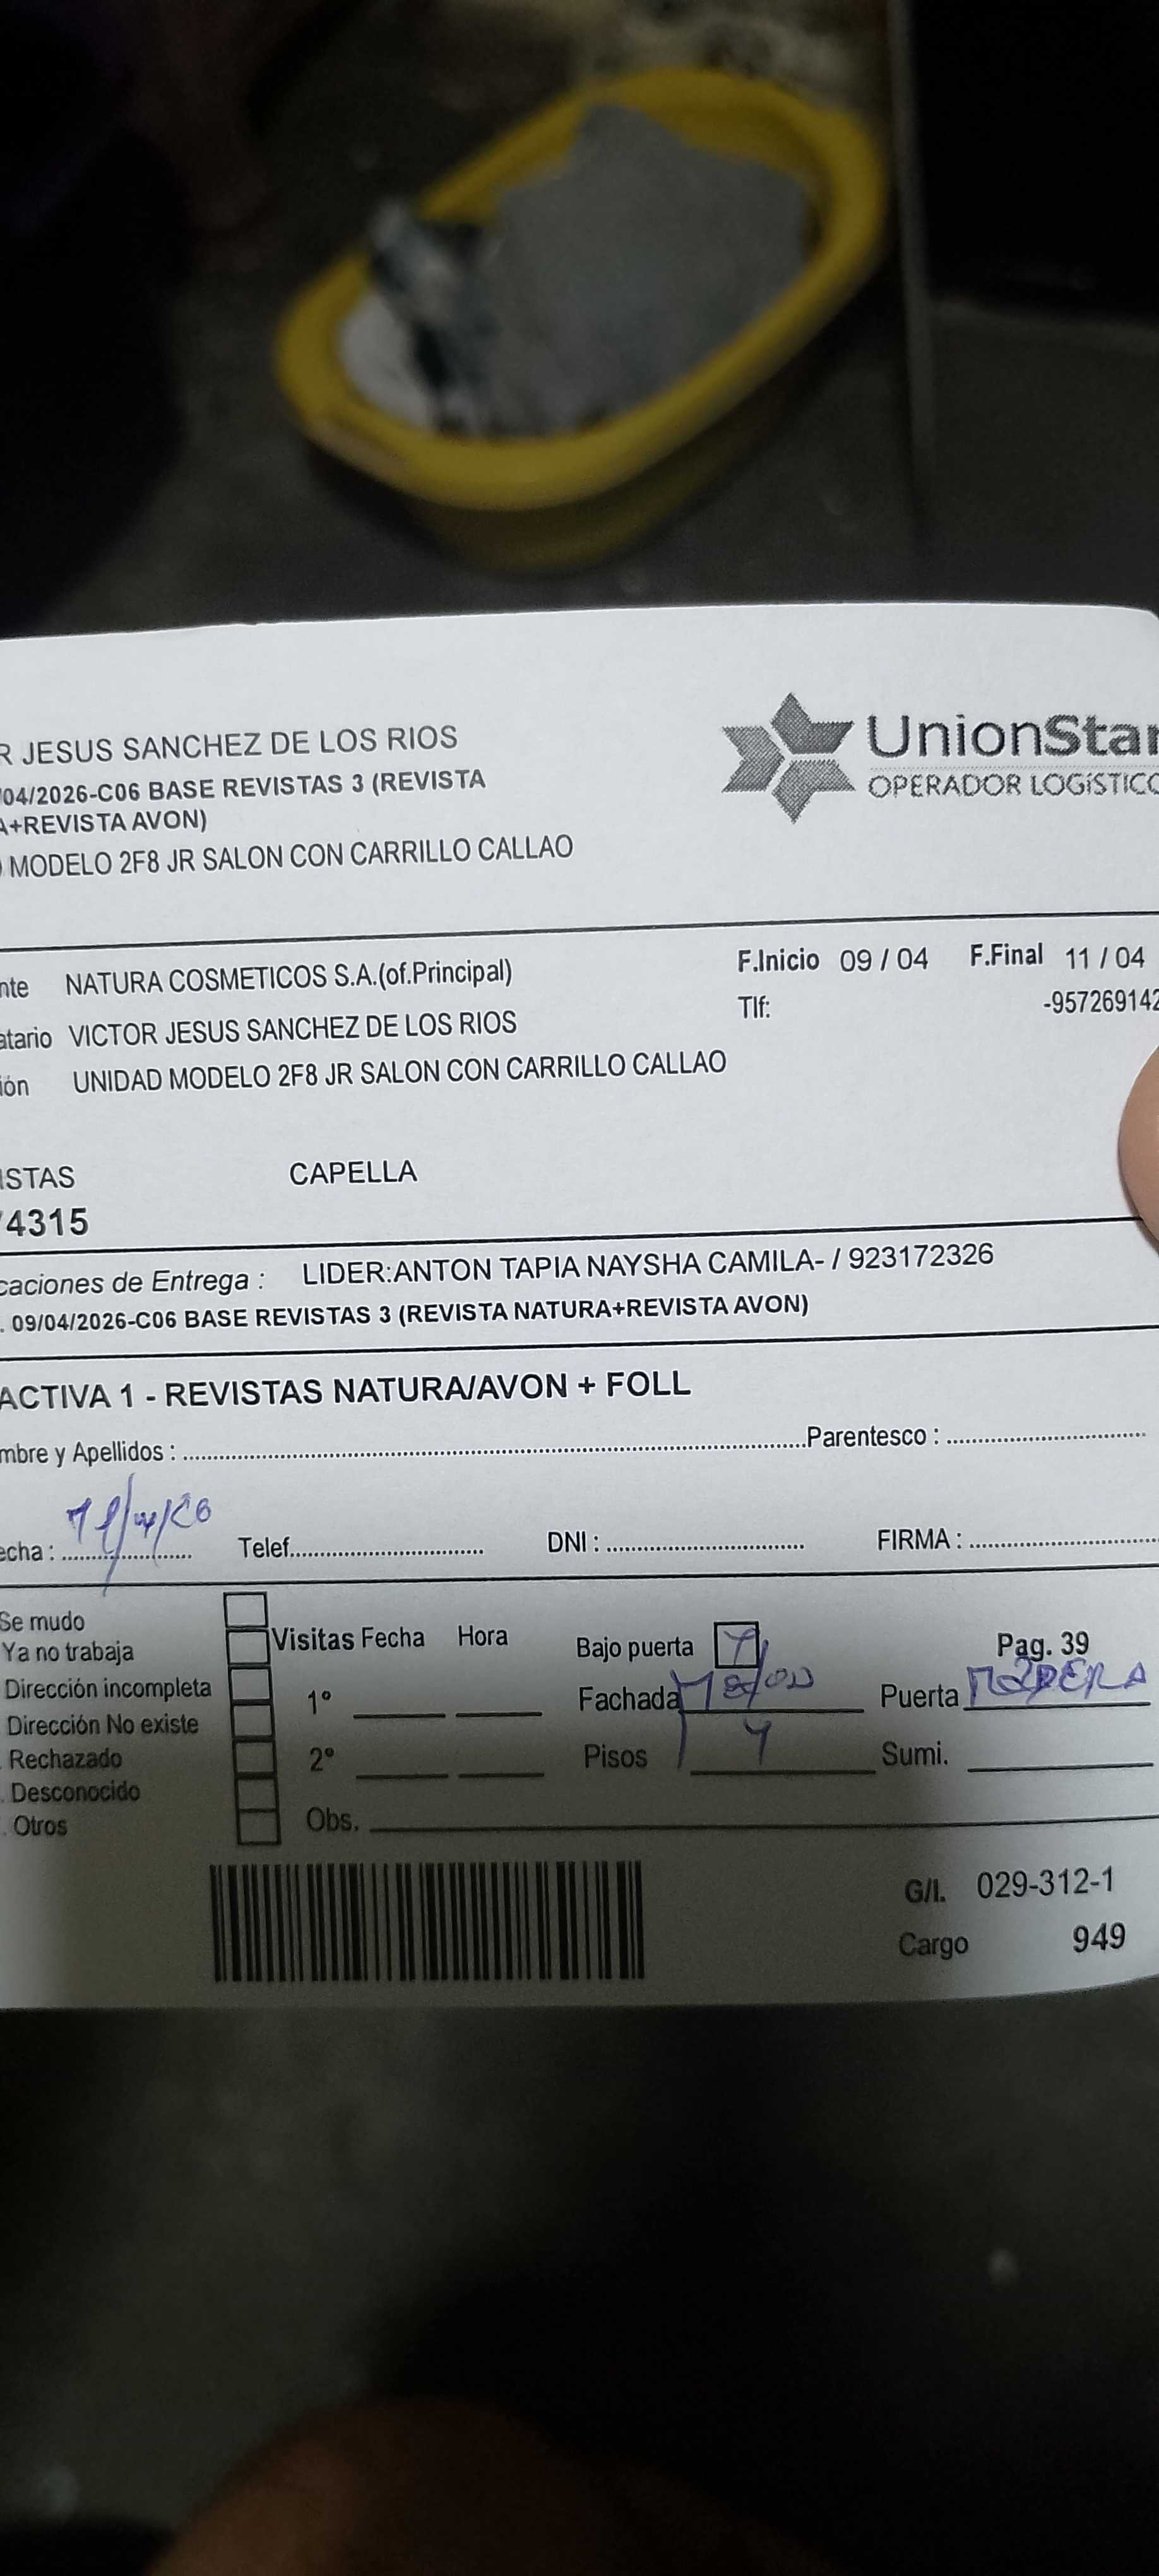 R JESUS SANCHEZ DE LOS RIOS
/04/2026-C06 BASE REVISTAS 3 (REVISTA
A+REVISTA AVON)
MODELO 2F8 JR SALON CON CARRILLO CALLAO
UnionStar
OPERADOR LOGíSTICO
nte NATURA COSMETICOS S.A.(of.Principal)
F.Inicio 09 / 04 F.Final 11 / 04
atario VICTOR JESUS SANCHEZ DE LOS RIOS
Tlf: -957269142
ión UNIDAD MODELO 2F8 JR SALON CON CARRILLO CALLAO
ISTAS CAPELLA
4315
caciones de Entrega : LIDER:ANTON TAPIA NAYSHA CAMILA- / 923172326
. 09/04/2026-C06 BASE REVISTAS 3 (REVISTA NATURA+REVISTA AVON)
ACTIVA 1 - REVISTAS NATURA/AVON + FOLL
mbre y Apellidos : Parentesco :
echa : Telef. DNI : FIRMA :
Se mudo
Ya no trabaja
Dirección incompleta
Dirección No existe
Rechazado
. Desconocido
. Otros
Visitas Fecha Hora
1º
2º
Obs.
Bajo puerta
Fachada
Pisos
Pag. 39
Puerta MADERA
Sumi.
G/I. 029-312-1
Cargo 949